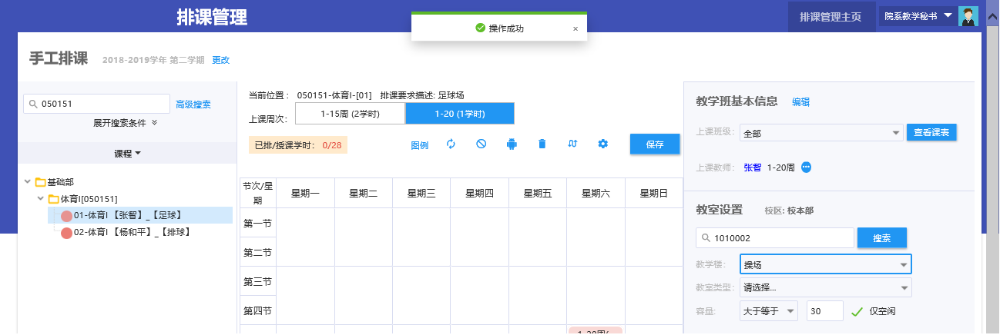 排课管理
排课管理主页
院系教学秘书
操作成功
×
手工排课
2018-2019学年 第二学期
更改
050151
高级搜索
展开搜索条件
课程
基础部
体育I[050151]
01-体育I【张智】_【足球】
02-体育I【杨和平】_【排球】
当前位置： 050151-体育I-[01] 排课要求描述: 足球场
上课周次:
1-15周 (2学时)
1-20 (1学时)
已排/授课学时： 0/28
图例
保存
节次/星期
星期一
星期二
星期三
星期四
星期五
星期六
星期日
第一节
第二节
第三节
第四节
教学班基本信息
编辑
上课班级:
全部
查看课表
上课教师:
张智 1-20周
教室设置
校区: 校本部
1010002
搜索
教学楼:
操场
教室类型:
请选择...
容量:
大于等于
30
仅空闲